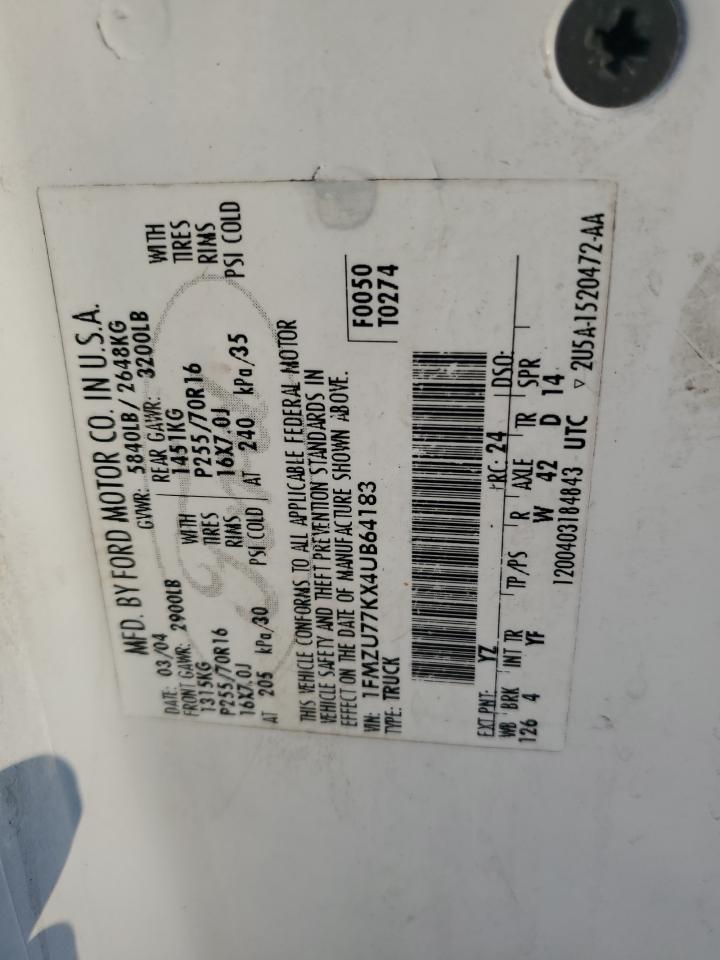 MFD. BY FORD MOTOR CO. IN U.S.A.
DATE: 03/04 GVWR: 5840LB/ 2648KG
FRONT GAWR: 2900LB REAR GAWR: 3200LB
1315KG WITH 1451KG WITH
P255/70R16 TIRES P255/70R16 TIRES
16X7.0J RIMS 16X7.0J RIMS
AT 205 kPa/30 PSI COLD AT 240 kPa/35 PSI COLD
THIS VEHICLE CONFORMS TO ALL APPLICABLE FEDERAL MOTOR
VEHICLE SAFETY AND THEFT PREVENTION STANDARDS IN
EFFECT ON THE DATE OF MANUFACTURE SHOWN ABOVE.
VIN: 1FMZU77KX4UB64183 F0050
TYPE: TRUCK T0274
EXT PNT: YZ RC: 24 DSO:
WB BRK INT TR TP/PS R AXLE TR SPR
126 4 YF W 42 D 14
1200403184843 UTC ▽ 2U5A-1520472-AA